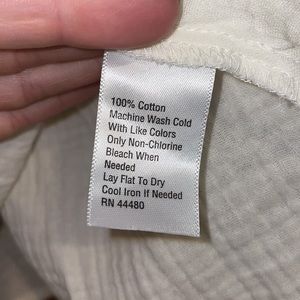 100% Cotton
Machine Wash Cold
With Like Colors
Only Non-Chlorine
Bleach When
Needed
Lay Flat To Dry
Cool Iron If Needed
RN 44480